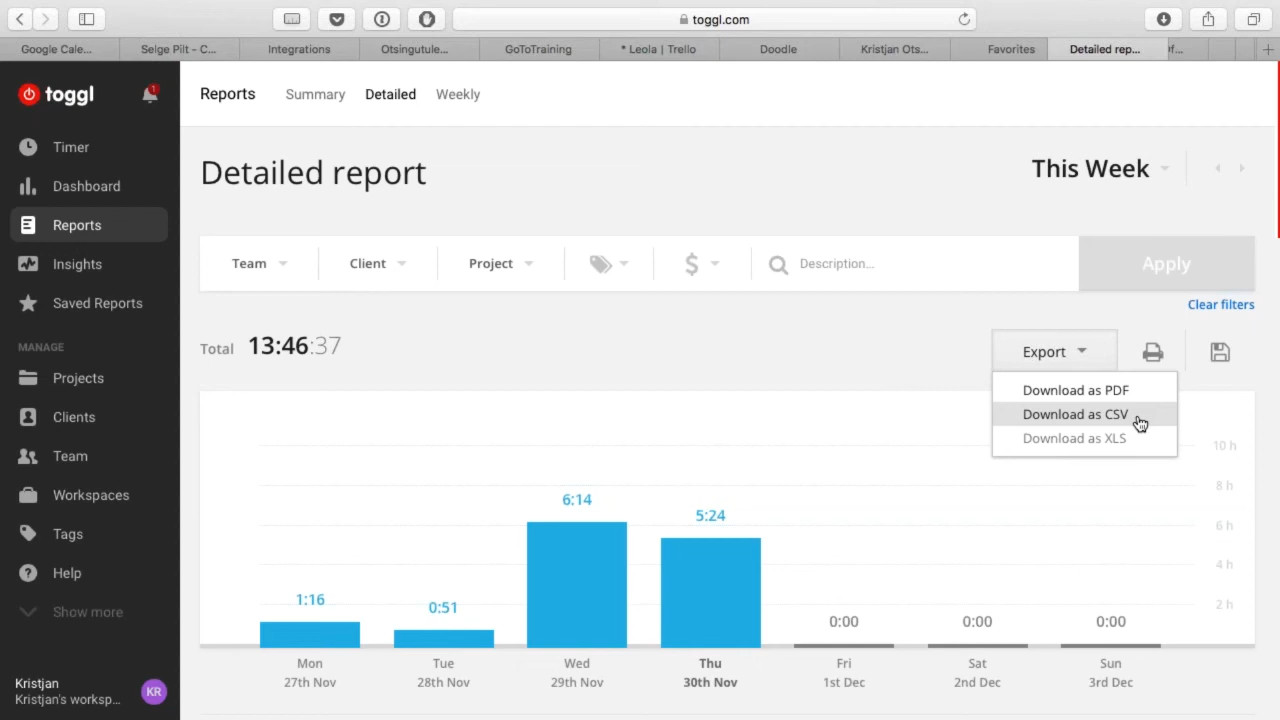 toggl.com
Google Cale...
Selge Pilt - C...
Integrations
Otsingutule...
GoToTraining
* Leola | Trello
Doodle
Kristjan Ots...
Favorites
Detailed rep...
toggl
1
Reports
Summary
Detailed
Weekly
Timer
Dashboard
Reports
Insights
Saved Reports
MANAGE
Projects
Clients
Team
Workspaces
Tags
Help
Show more
Kristjan
Kristjan's worksp...
KR
Detailed report
This Week
Team
Client
Project
$
Description...
Apply
Clear filters
Total 13:46:37
Export
Download as PDF
Download as CSV
Download as XLS
10 h
8 h
6 h
4 h
2 h
1:16
0:51
6:14
5:24
0:00
0:00
0:00
Mon
27th Nov
Tue
28th Nov
Wed
29th Nov
Thu
30th Nov
Fri
1st Dec
Sat
2nd Dec
Sun
3rd Dec